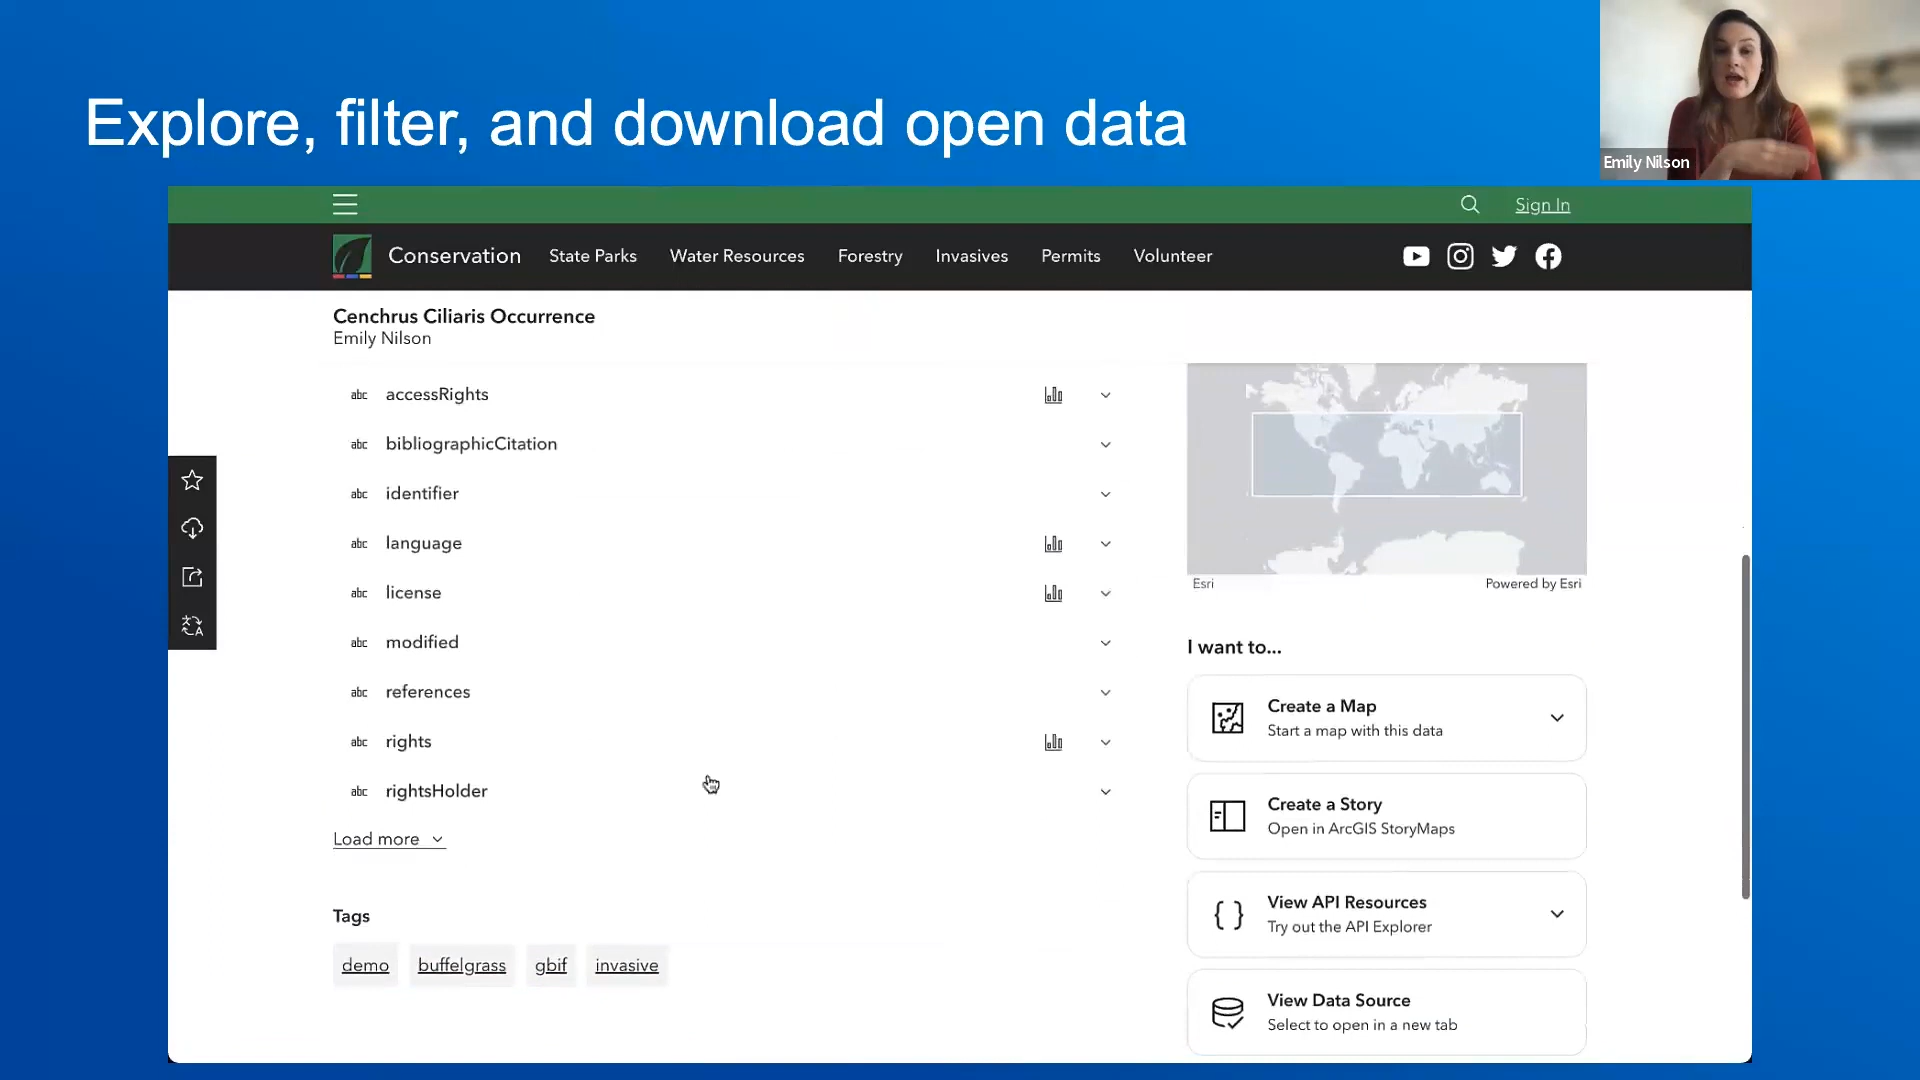 Explore, filter, and download open data
Emily Nilson
Sign In
Conservation State Parks Water Resources Forestry Invasives Permits Volunteer
Cenchrus Ciliaris Occurrence
Emily Nilson
abc accessRights
abc bibliographicCitation
abc identifier
abc language
abc license
abc modified
abc references
abc rights
abc rightsHolder
Load more
Tags
demo buffelgrass gbif invasive
Esri Powered by Esri
I want to...
Create a Map
Start a map with this data
Create a Story
Open in ArcGIS StoryMaps
{ } View API Resources
Try out the API Explorer
View Data Source
Select to open in a new tab